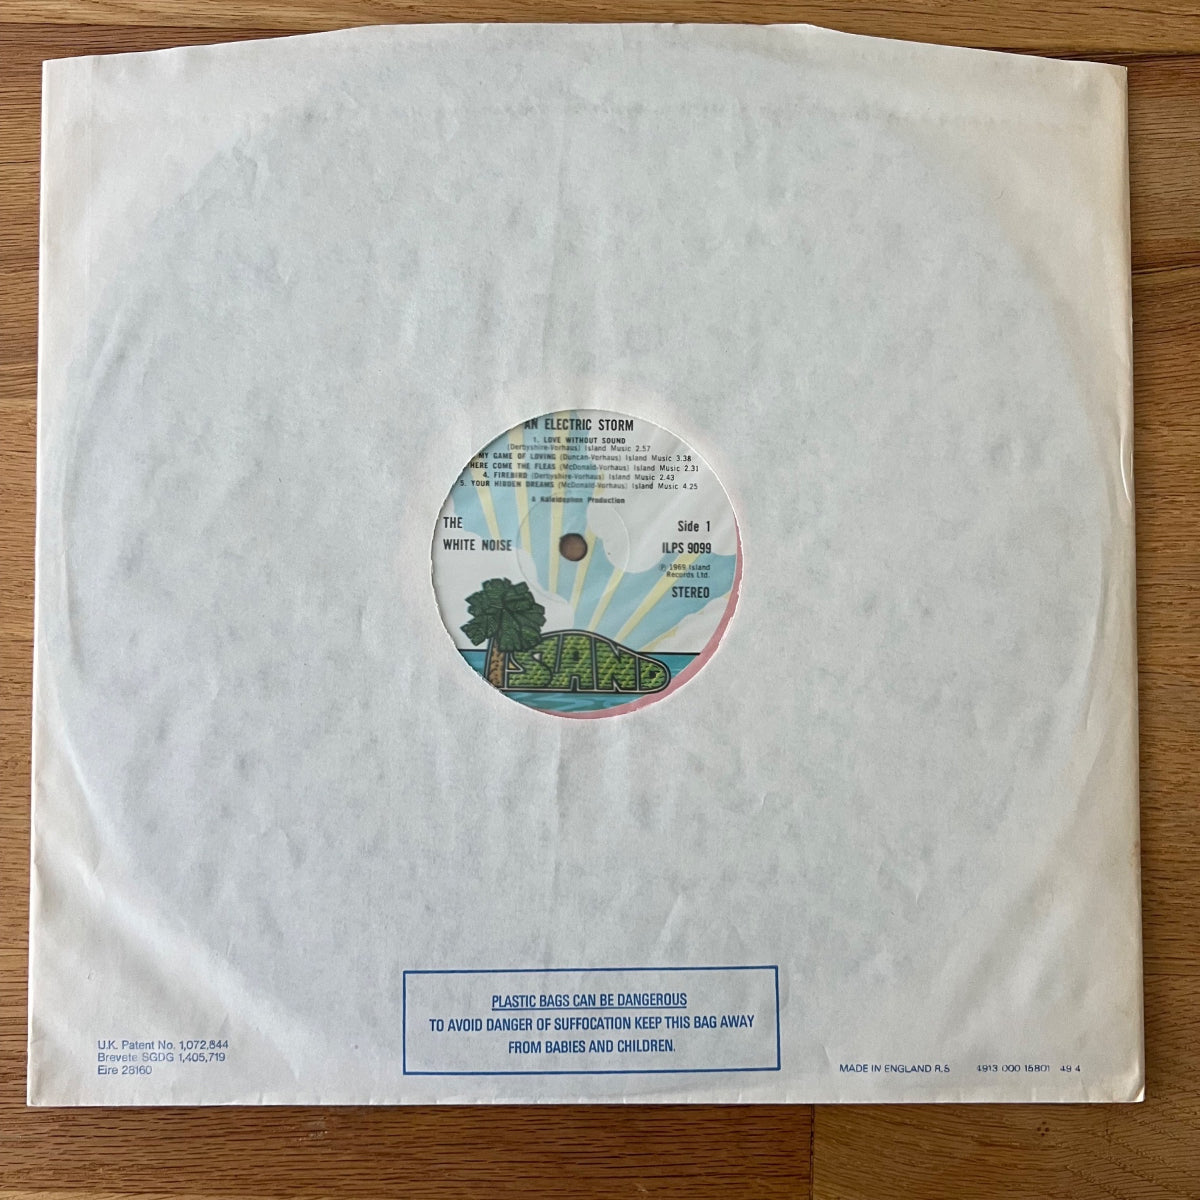 AN ELECTRIC STORM
1. LOVE WITHOUT SOUND
(Derbyshire-Vorhaus) Island Music 2.57
MY GAME OF LOVING (Duncan-Vorhaus) Island Music 3.38
HERE COME THE FLEAS (McDonald-Vorhaus) Island Music 2.31
4. FIREBIRD (Derbyshire-Vorhaus) Island Music 2.43
5. YOUR HIDDEN DREAMS (McDonald-Vorhaus) Island Music 4.25
A Kaleidophon Production
THE
WHITE NOISE
Side 1
ILPS 9099
℗ 1969 Island
Records Ltd.
STEREO
ISLAND
PLASTIC BAGS CAN BE DANGEROUS
TO AVOID DANGER OF SUFFOCATION KEEP THIS BAG AWAY
FROM BABIES AND CHILDREN.
U.K. Patent No. 1,072,844
Brevete SGDG 1,405,719
Eire 28160
MADE IN ENGLAND R.S 4913 000 15801 49 4